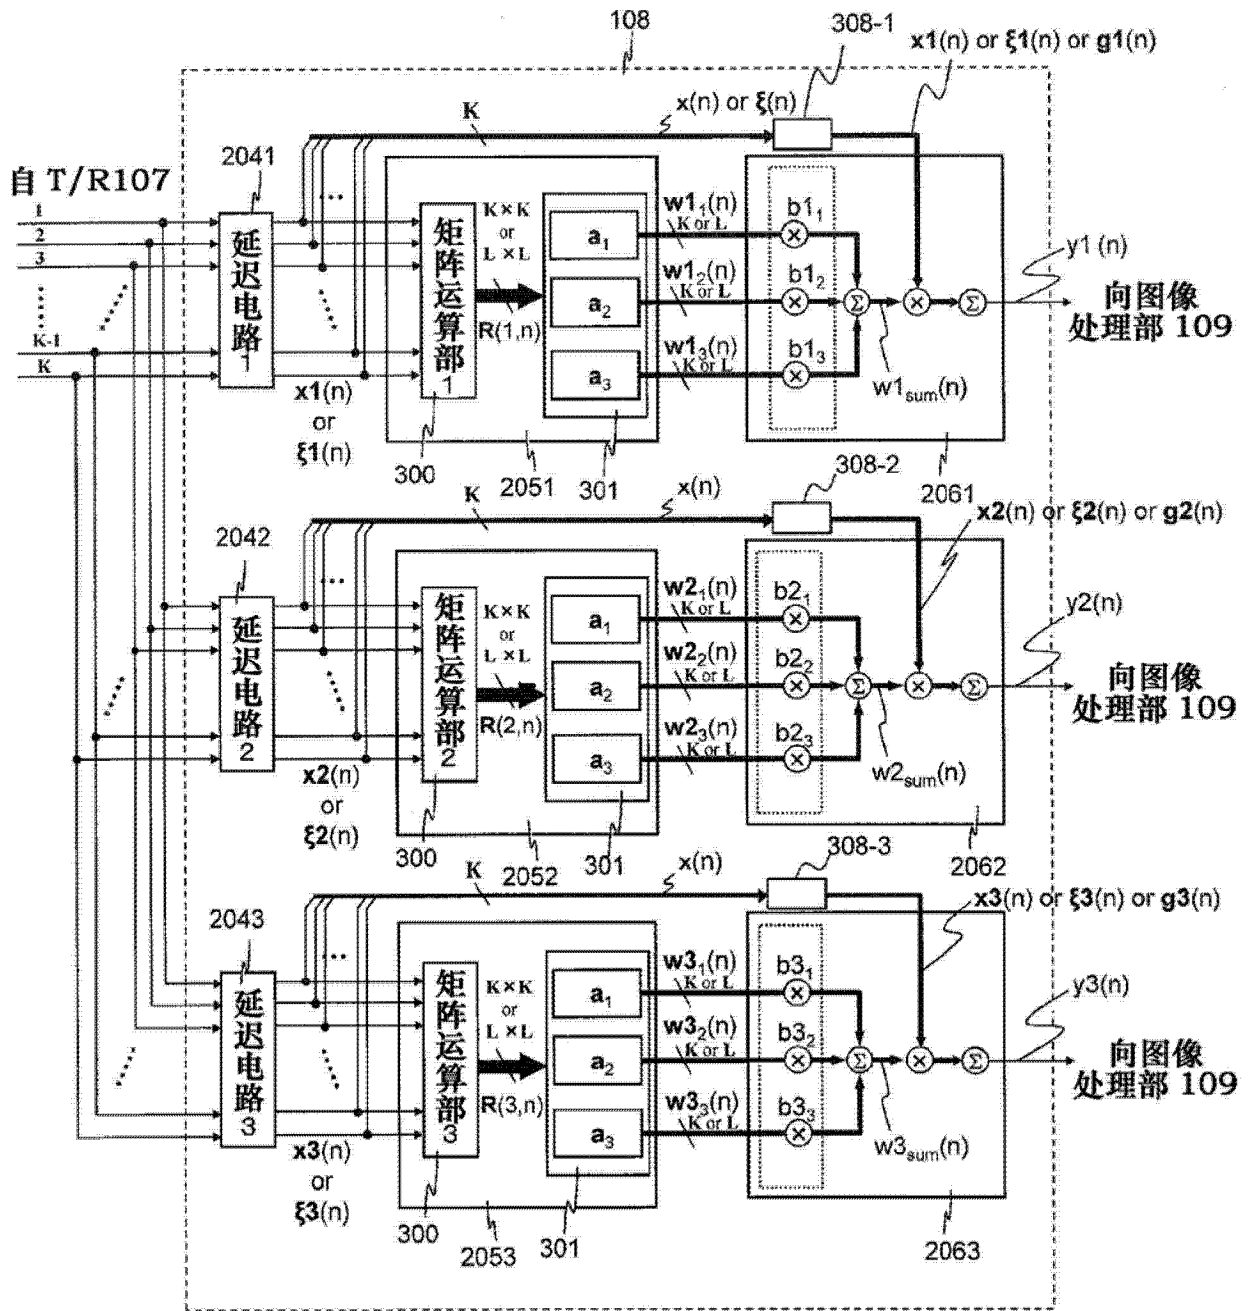 108
308-1
x1(n) or ξ1(n) or g1(n)
K
x(n) or ξ(n)
2041
自 T/R107
1
2
3
K-1
K
延迟电路1
x1(n)
or
ξ1(n)
矩阵运算部1
K×K
or
L×L
R(1,n)
a1
a2
a3
w1₁(n)
K or L
w1₂(n)
K or L
w1₃(n)
K or L
b1₁
b1₂
b1₃
× × ×
Σ × Σ
w1sum(n)
y1(n)
向图像
处理部 109
300
2051
301
2061
308-2
K
x(n)
x2(n) or ξ2(n) or g2(n)
2042
延迟电路2
x2(n)
or
ξ2(n)
矩阵运算部2
K×K
or
L×L
R(2,n)
a1
a2
a3
w2₁(n)
K or L
w2₂(n)
K or L
w2₃(n)
K or L
b2₁
b2₂
b2₃
× × ×
Σ × Σ
w2sum(n)
y2(n)
向图像
处理部 109
300
2052
301
2062
308-3
K
x(n)
x3(n) or ξ3(n) or g3(n)
2043
延迟电路3
x3(n)
or
ξ3(n)
矩阵运算部3
K×K
or
L×L
R(3,n)
a1
a2
a3
w3₁(n)
K or L
w3₂(n)
K or L
w3₃(n)
K or L
b3₁
b3₂
b3₃
× × ×
Σ × Σ
w3sum(n)
y3(n)
向图像
处理部 109
300
2053
301
2063